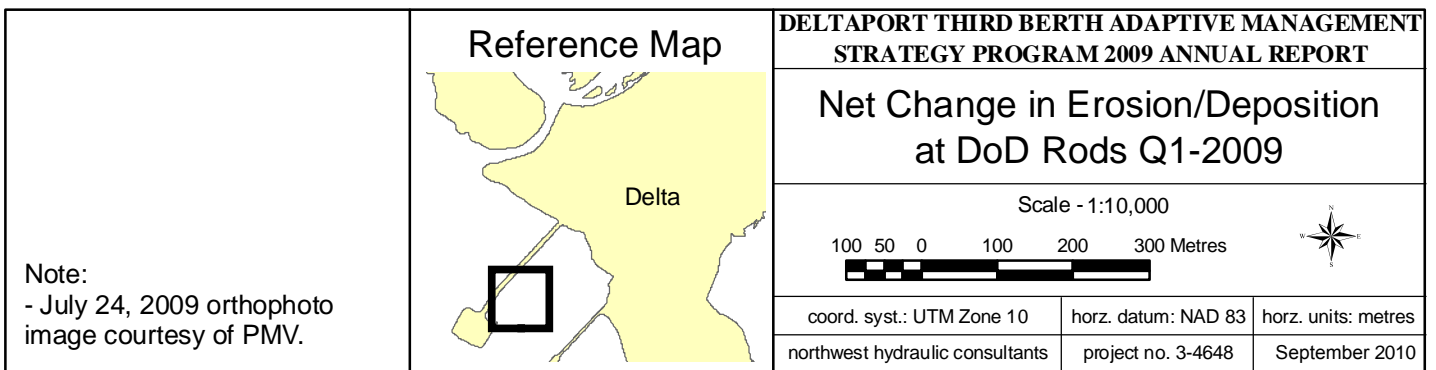 Note:
- July 24, 2009 orthophoto
image courtesy of PMV.
Reference Map
Delta
DELTAPORT THIRD BERTH ADAPTIVE MANAGEMENT
STRATEGY PROGRAM 2009 ANNUAL REPORT
Net Change in Erosion/Deposition
at DoD Rods Q1-2009
Scale - 1:10,000
100 50 0 100 200 300 Metres
N
W E
S
coord. syst.: UTM Zone 10 horz. datum: NAD 83 horz. units: metres
northwest hydraulic consultants project no. 3-4648 September 2010